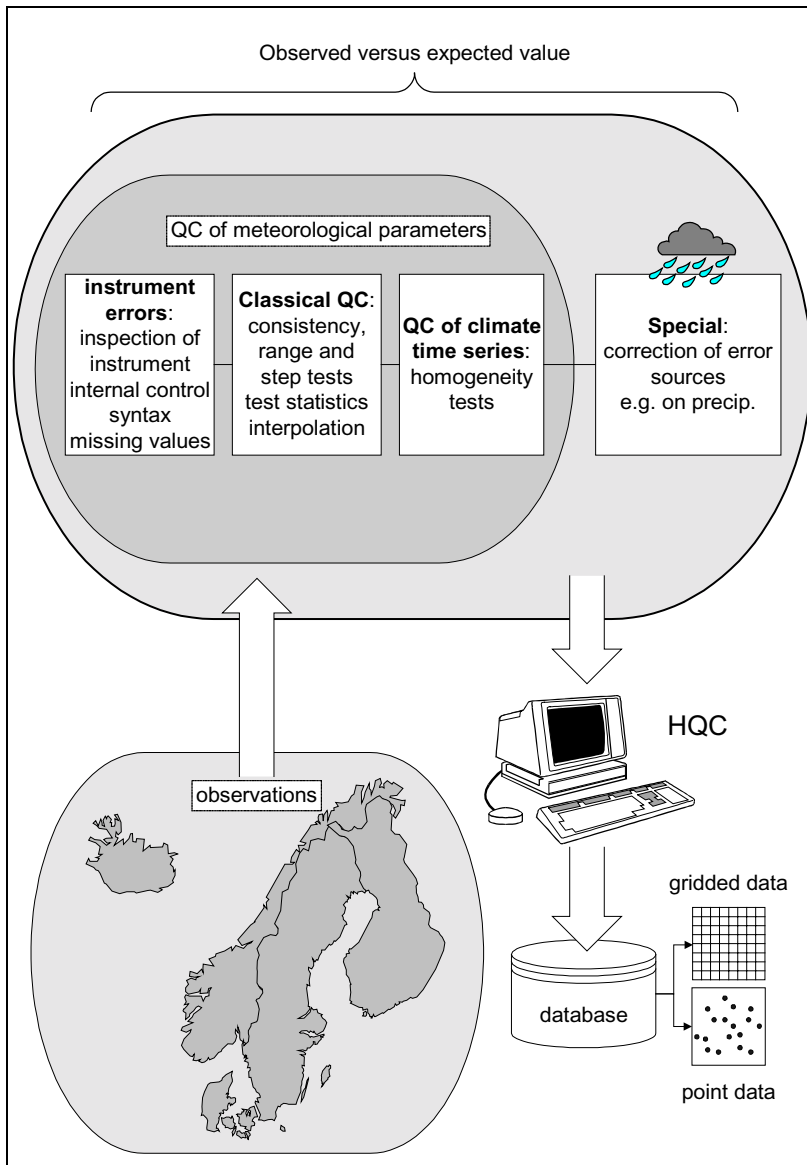 Observed versus expected value
QC of meteorological parameters
instrument
errors:
inspection of
instrument
internal control
syntax
missing values
Classical QC:
consistency,
range and
step tests
test statistics
interpolation
QC of climate
time series:
homogeneity
tests
Special:
correction of error
sources
e.g. on precip.
observations
HQC
gridded data
database
point data